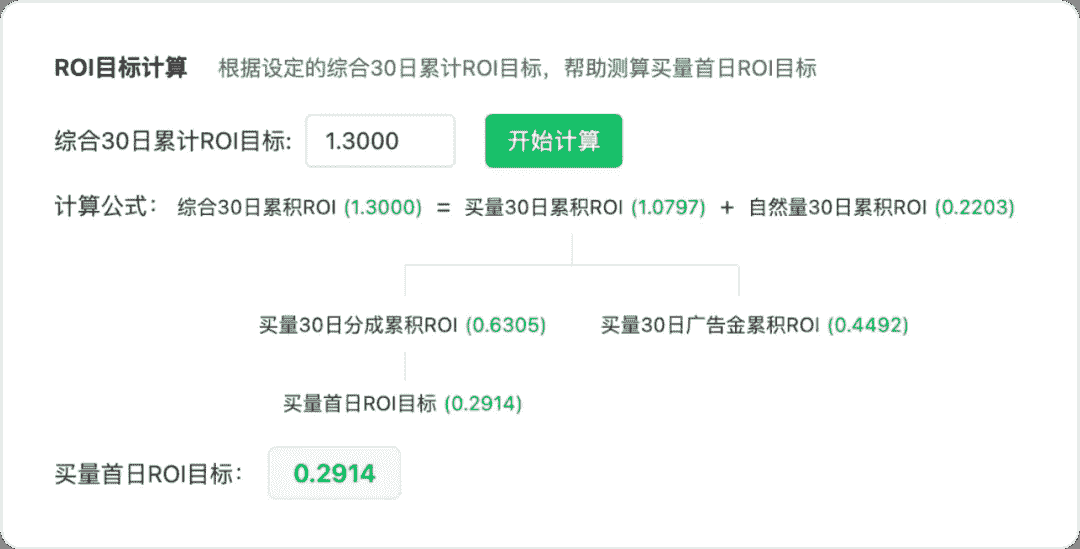 ROI目标计算 根据设定的综合30日累计ROI目标，帮助测算买量首日ROI目标
综合30日累计ROI目标: 1.3000 开始计算
计算公式： 综合30日累积ROI (1.3000) = 买量30日累积ROI (1.0797) + 自然量30日累积ROI (0.2203)
买量30日分成累积ROI (0.6305) 买量30日广告金累积ROI (0.4492)
买量首日ROI目标 (0.2914)
买量首日ROI目标： 0.2914